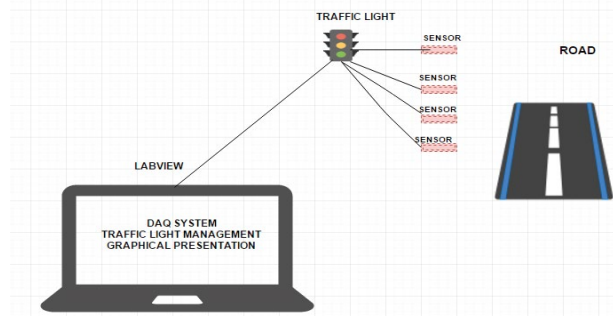 TRAFFIC LIGHT
SENSOR
ROAD
SENSOR
SENSOR
SENSOR
LABVIEW
DAQ SYSTEM
TRAFFIC LIGHT MANAGEMENT
GRAPHICAL PRESENTATION